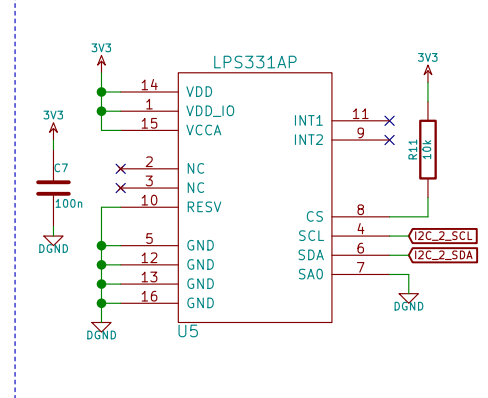 3V3
LPS331AP
3V3
14 VDD
1 VDD_IO
15 VCCA
INT1 11
INT2 9
R11
10k
3V3
C7
100n
DGND
2 NC
3 NC
10 RESV
CS 8
5 GND
SCL 4 I2C_2_SCL
12 GND
SDA 6 I2C_2_SDA
13 GND
SA0 7
16 GND
DGND
DGND
U5